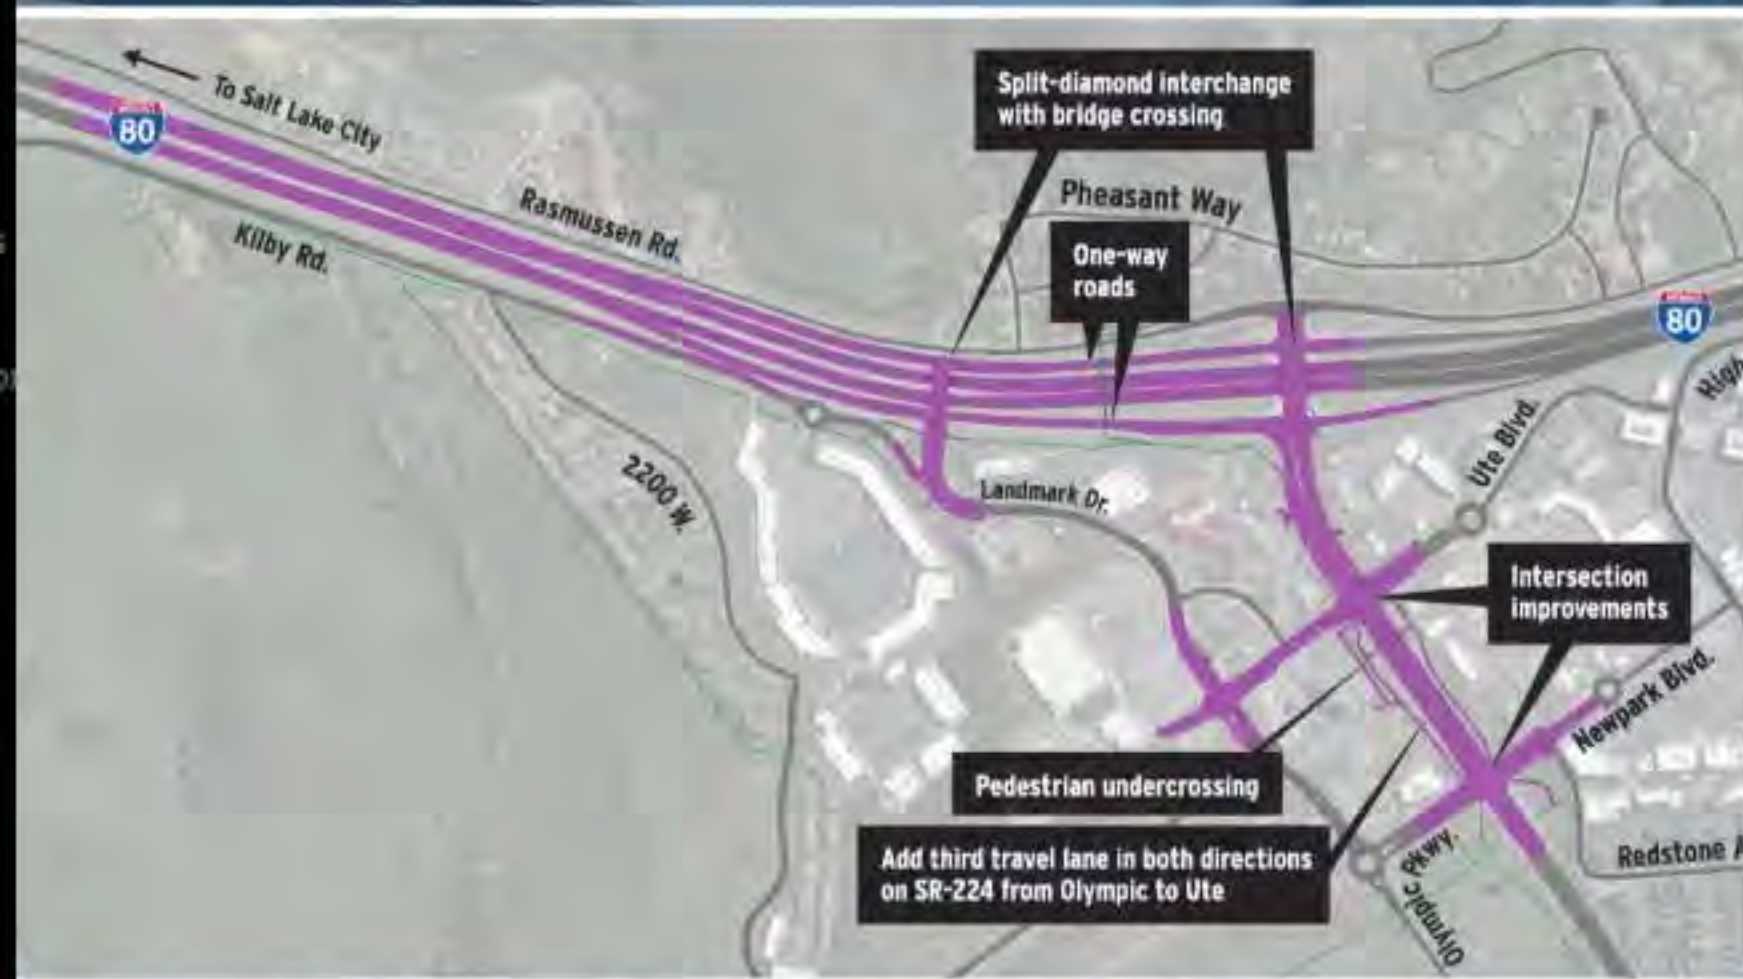 To Salt Lake City
80
Rasmussen Rd.
Kilby Rd.
Split-diamond interchange
with bridge crossing
Pheasant Way
One-way
roads
80
High
Ute Blvd.
2200 W.
Landmark Dr.
Intersection
improvements
Newpark Blvd.
Pedestrian undercrossing
Add third travel lane in both directions
on SR-224 from Olympic to Ute
Olympic Pkwy.
Redstone A